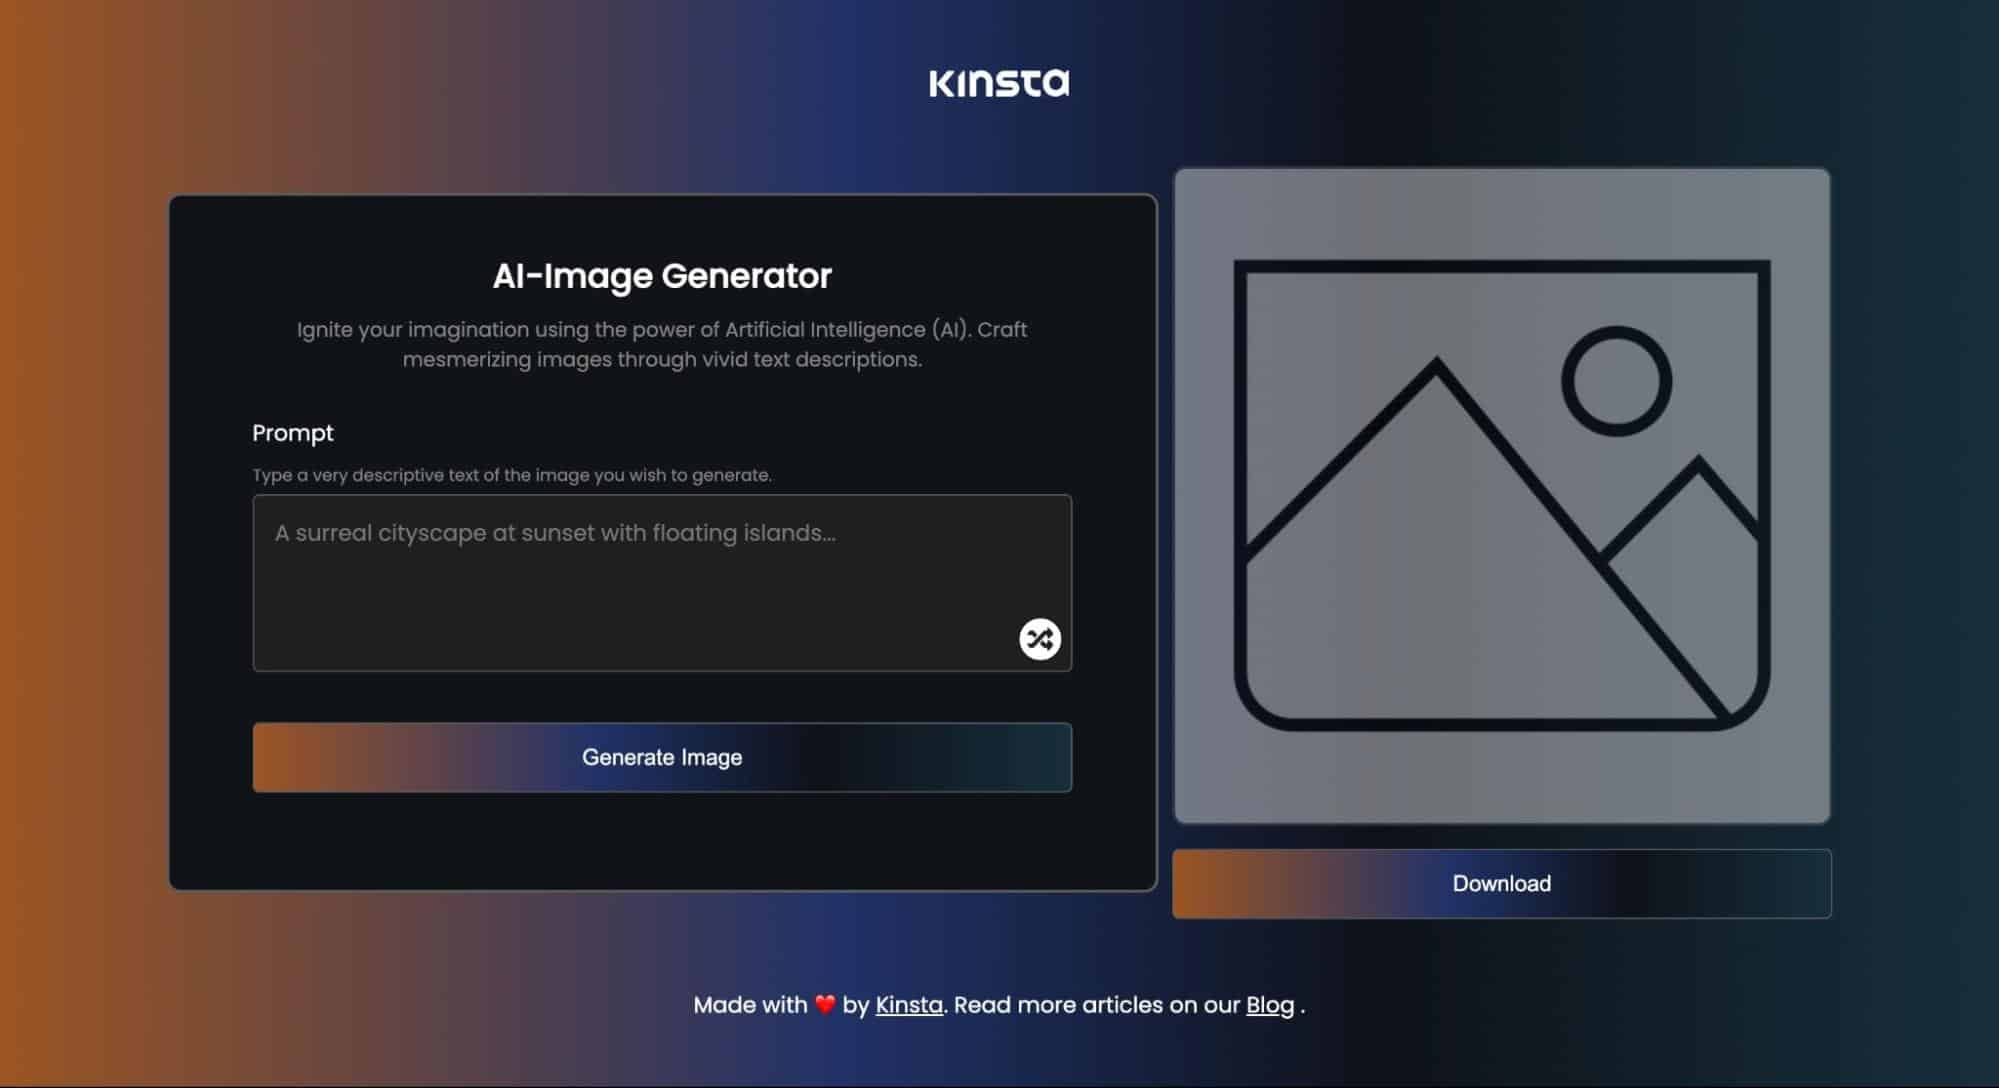 Kinsta
AI-Image Generator
Ignite your imagination using the power of Artificial Intelligence (AI). Craft
mesmerizing images through vivid text descriptions.
Prompt
Type a very descriptive text of the image you wish to generate.
A surreal cityscape at sunset with floating islands...
Generate Image
Download
Made with ❤️ by Kinsta. Read more articles on our Blog .